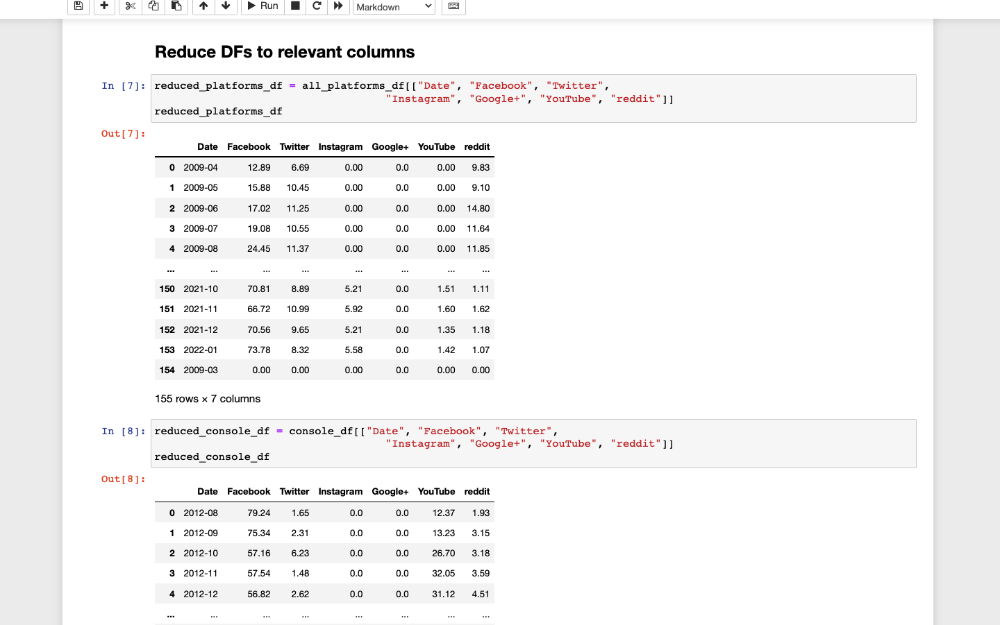 Run
Markdown
Reduce DFs to relevant columns
In [7]: reduced_platforms_df = all_platforms_df[["Date", "Facebook", "Twitter",
"Instagram", "Google+", "YouTube", "reddit"]]
reduced_platforms_df
Out[7]:
Date Facebook Twitter Instagram Google+ YouTube reddit
0 2009-04 12.89 6.69 0.00 0.0 0.00 9.83
1 2009-05 15.88 10.45 0.00 0.0 0.00 9.10
2 2009-06 17.02 11.25 0.00 0.0 0.00 14.80
3 2009-07 19.08 10.55 0.00 0.0 0.00 11.64
4 2009-08 24.45 11.37 0.00 0.0 0.00 11.85
... ... ... ... ... ... ... ...
150 2021-10 70.81 8.89 5.21 0.0 1.51 1.11
151 2021-11 66.72 10.99 5.92 0.0 1.60 1.62
152 2021-12 70.56 9.65 5.21 0.0 1.35 1.18
153 2022-01 73.78 8.32 5.58 0.0 1.42 1.07
154 2009-03 0.00 0.00 0.00 0.0 0.00 0.00
155 rows × 7 columns
In [8]: reduced_console_df = console_df[["Date", "Facebook", "Twitter",
"Instagram", "Google+", "YouTube", "reddit"]]
reduced_console_df
Out[8]:
Date Facebook Twitter Instagram Google+ YouTube reddit
0 2012-08 79.24 1.65 0.0 0.0 12.37 1.93
1 2012-09 75.34 2.31 0.0 0.0 13.23 3.15
2 2012-10 57.16 6.23 0.0 0.0 26.70 3.18
3 2012-11 57.54 1.48 0.0 0.0 32.05 3.59
4 2012-12 56.82 2.62 0.0 0.0 31.12 4.51
... ... ... ... ... ... ... ...